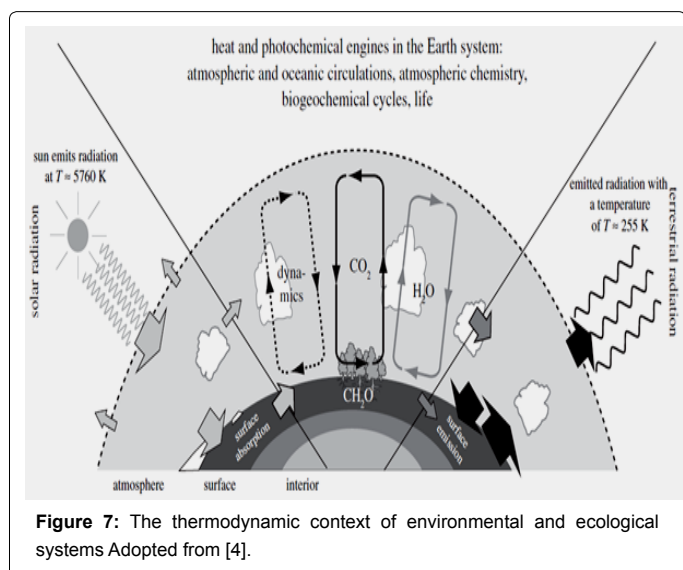 heat and photochemical engines in the Earth system:
atmospheric and oceanic circulations, atmospheric chemistry,
biogeochemical cycles, life
sun emits radiation
at T ≈ 5760 K
solar radiation
emitted radiation with
a temperature
of T ≈ 255 K
terrestrial radiation
dyna-
mics
CO₂
H₂O
CH₂O
surface
absorption
surface
emission
atmosphere surface interior
Figure 7: The thermodynamic context of environmental and ecological
systems Adopted from [4].